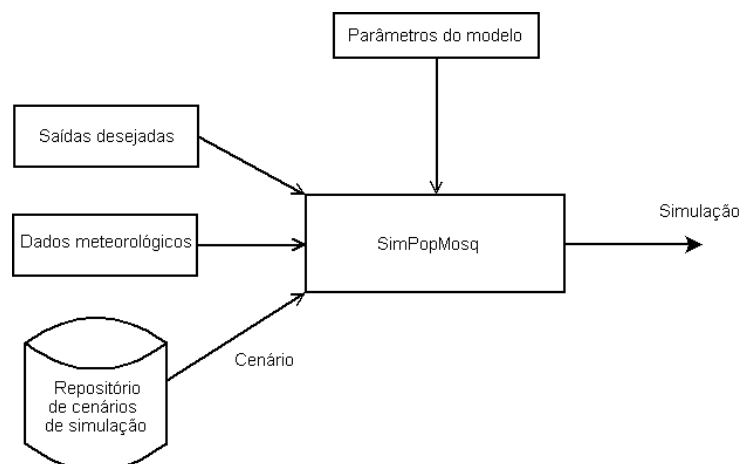 Parâmetros do modelo
Saídas desejadas
Dados meteorológicos
SimPopMosq
Simulação
Cenário
Repositório
de cenários
de simulação